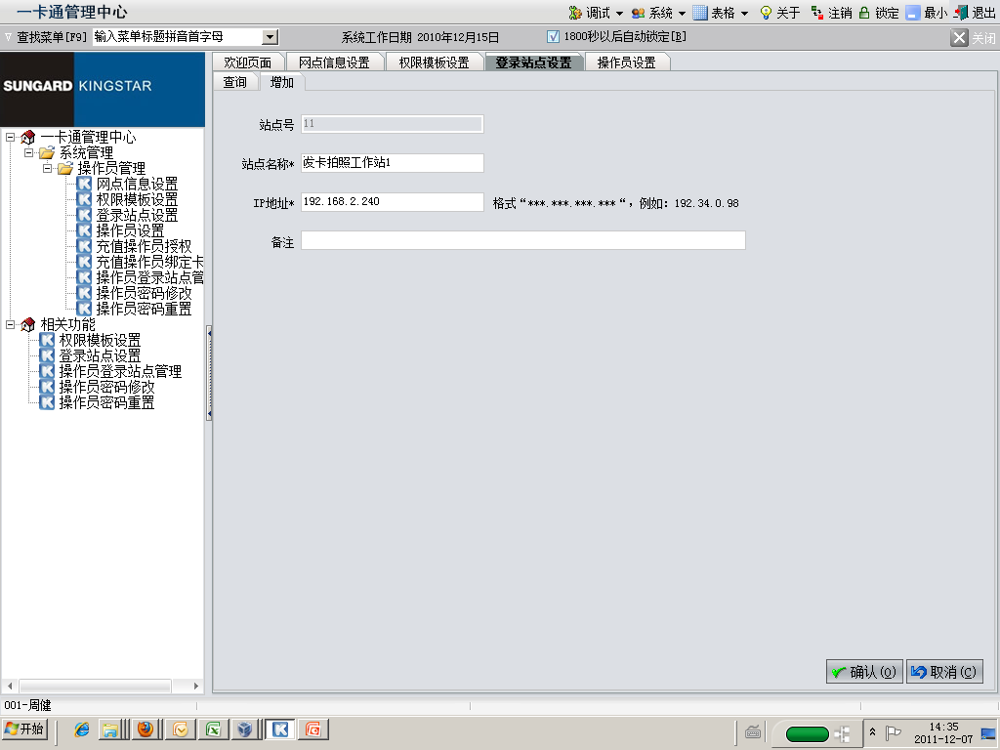 一卡通管理中心
调试 系统 表格 关于 注销 锁定 最小 退出
查找菜单[F9] 输入菜单标题拼音首字母 系统工作日期 2010年12月15日 1800秒以后自动锁定[B] 关闭
SUNGARD KINGSTAR
欢迎页面 网点信息设置 权限模板设置 登录站点设置 操作员设置
查询 增加
站点号 11
站点名称* 发卡拍照工作站1
IP地址* 192.168.2.240 格式“***.***.***.***“，例如：192.34.0.98
备注
一卡通管理中心
系统管理
操作员管理
网点信息设置
权限模板设置
登录站点设置
操作员设置
充值操作员授权
充值操作员绑定卡
操作员登录站点管
操作员密码修改
操作员密码重置
相关功能
权限模板设置
登录站点设置
操作员登录站点管理
操作员密码修改
操作员密码重置
确认(O) 取消(C)
001-周健
开始
14:35
2011-12-07